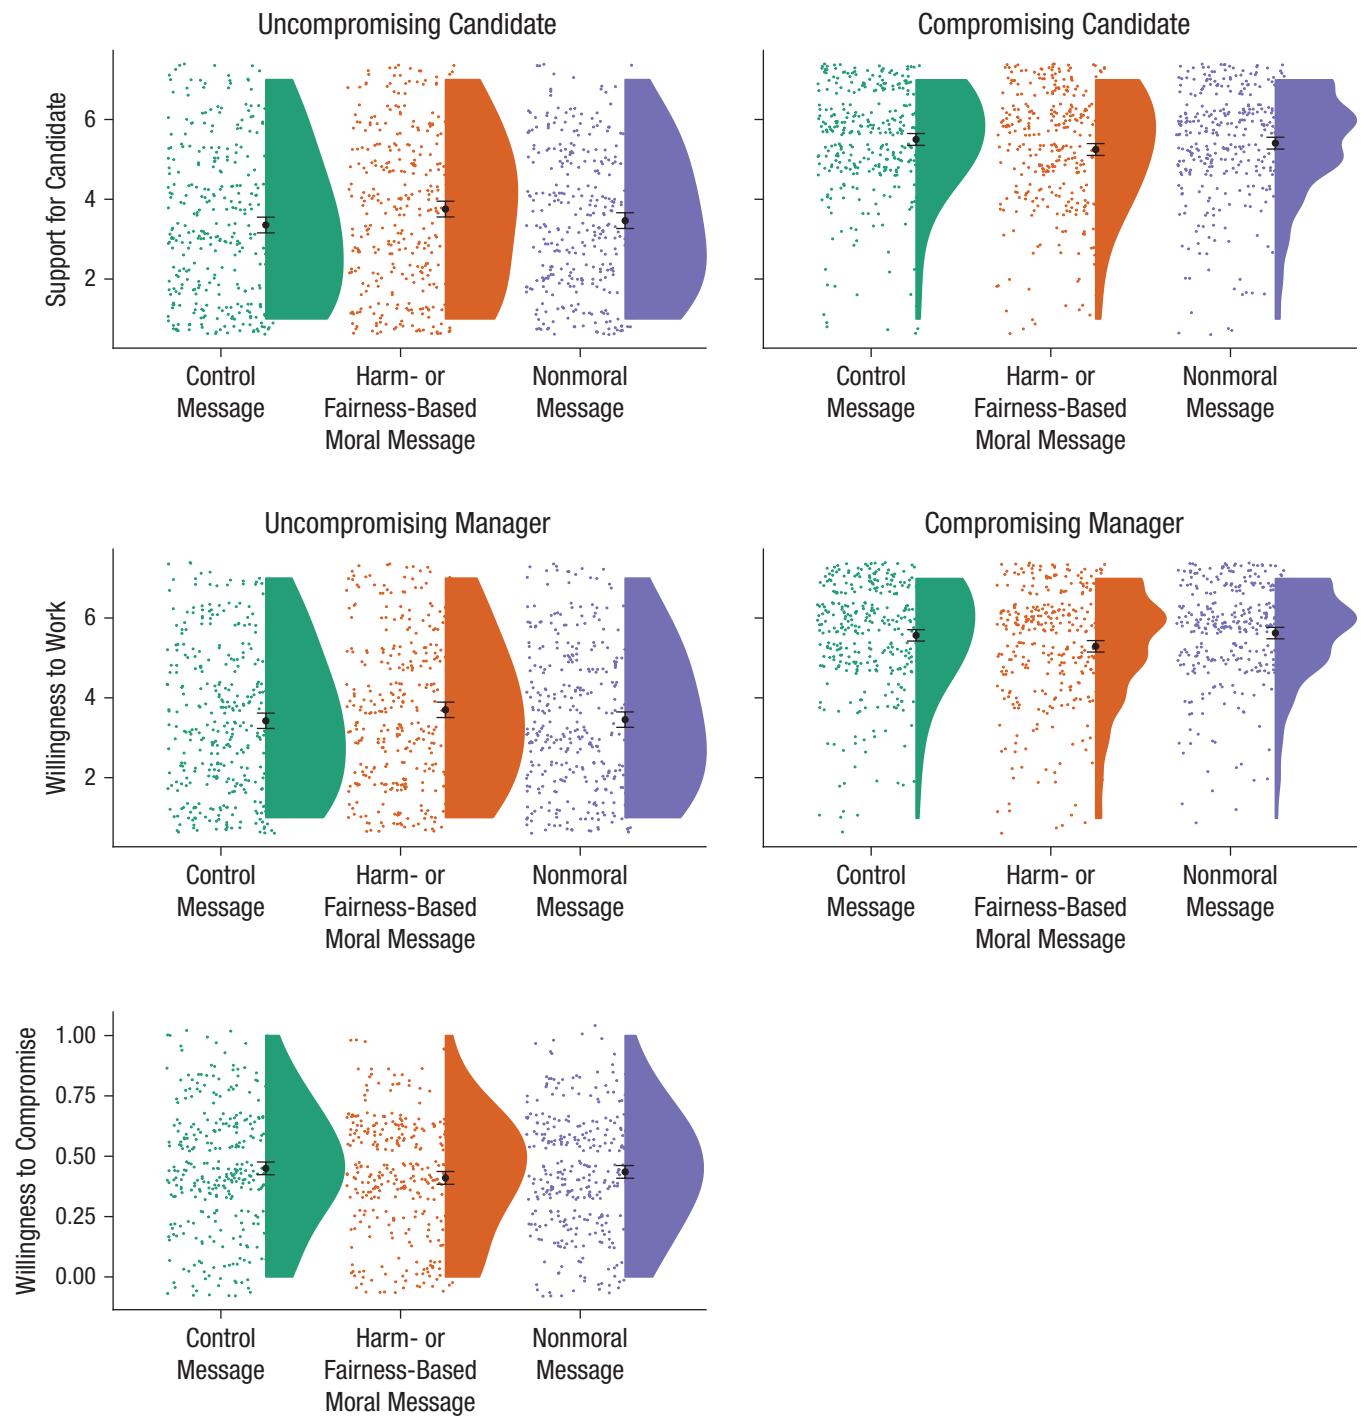 Uncompromising Candidate
Compromising Candidate
Support for Candidate
6
4
2
Control
Message
Harm- or
Fairness-Based
Moral Message
Nonmoral
Message
Control
Message
Harm- or
Fairness-Based
Moral Message
Nonmoral
Message
Uncompromising Manager
Compromising Manager
Willingness to Work
6
4
2
Control
Message
Harm- or
Fairness-Based
Moral Message
Nonmoral
Message
Control
Message
Harm- or
Fairness-Based
Moral Message
Nonmoral
Message
Willingness to Compromise
1.00
0.75
0.50
0.25
0.00
Control
Message
Harm- or
Fairness-Based
Moral Message
Nonmoral
Message